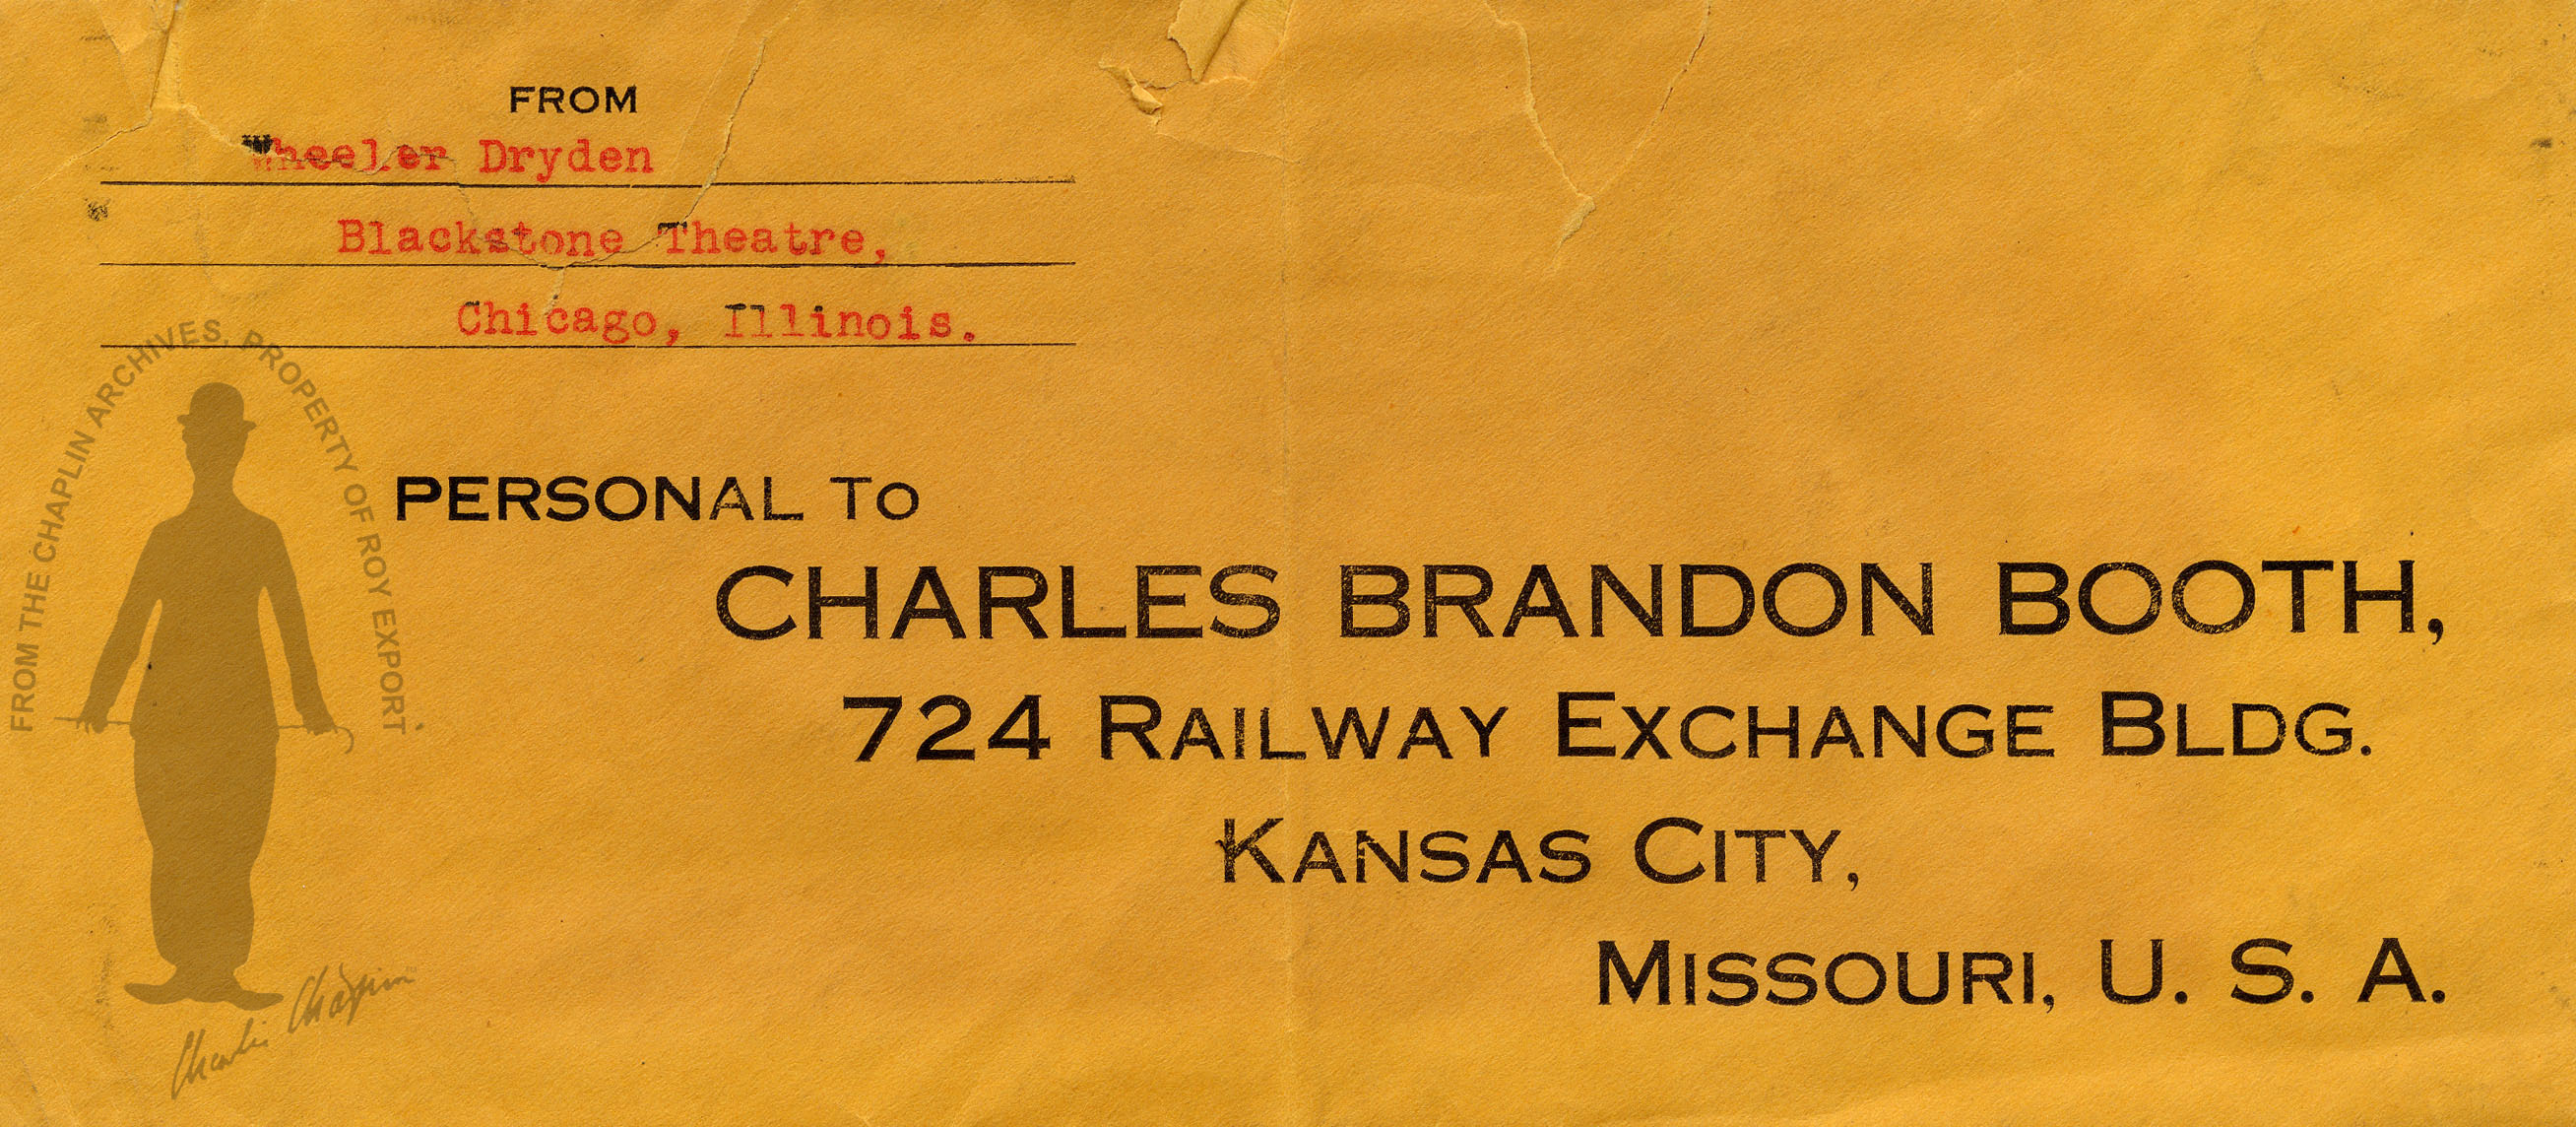 FROM
Wheeler Dryden
Blackstone Theatre,
Chicago, Illinois.
FROM THE CHAPLIN ARCHIVES, PROPERTY OF ROY EXPORT
PERSONAL TO
CHARLES BRANDON BOOTH,
724 RAILWAY EXCHANGE BLDG.
KANSAS CITY,
MISSOURI, U. S. A.
Charlie Chaplin